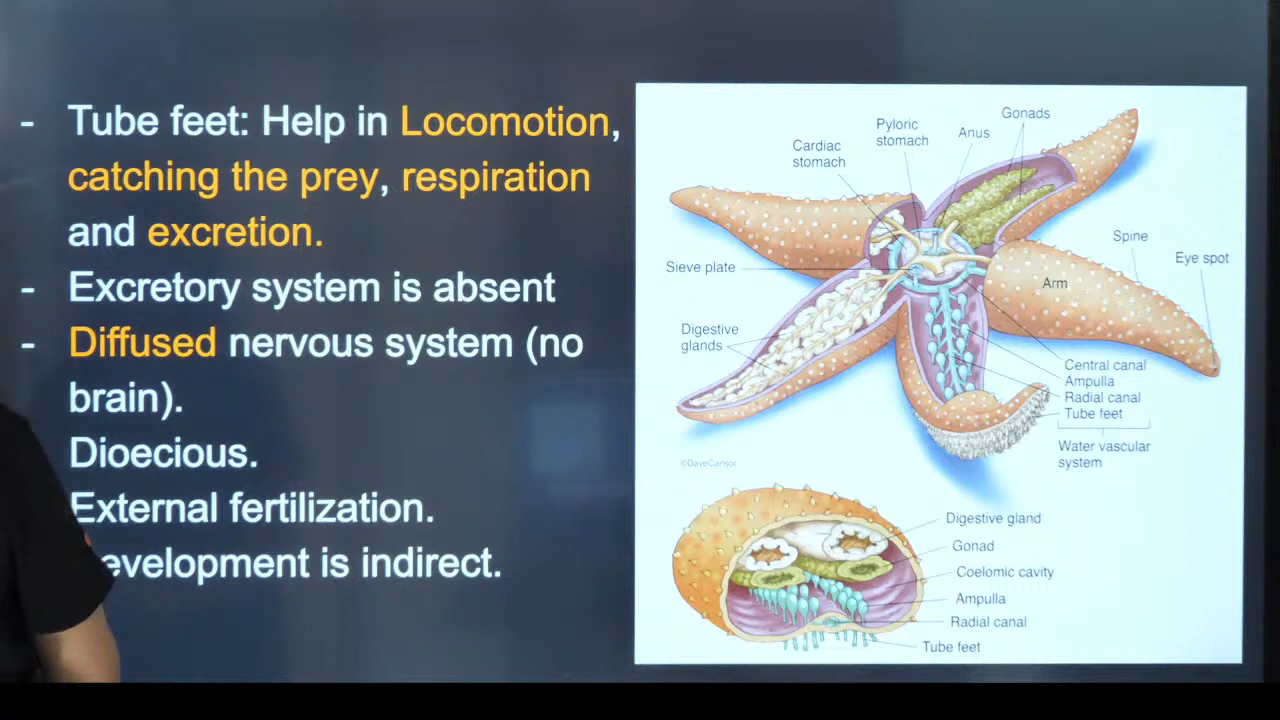 - Tube feet: Help in Locomotion,
catching the prey, respiration
and excretion.
- Excretory system is absent
- Diffused nervous system (no
brain).
Dioecious.
External fertilization.
evelopment is indirect.
Gonads
Pyloric
stomach
Anus
Cardiac
stomach
Spine
Eye spot
Sieve plate
Arm
Digestive
glands
Central canal
Ampulla
Radial canal
Tube feet
Water vascular
system
©DaveCarlson
Digestive gland
Gonad
Coelomic cavity
Ampulla
Radial canal
Tube feet